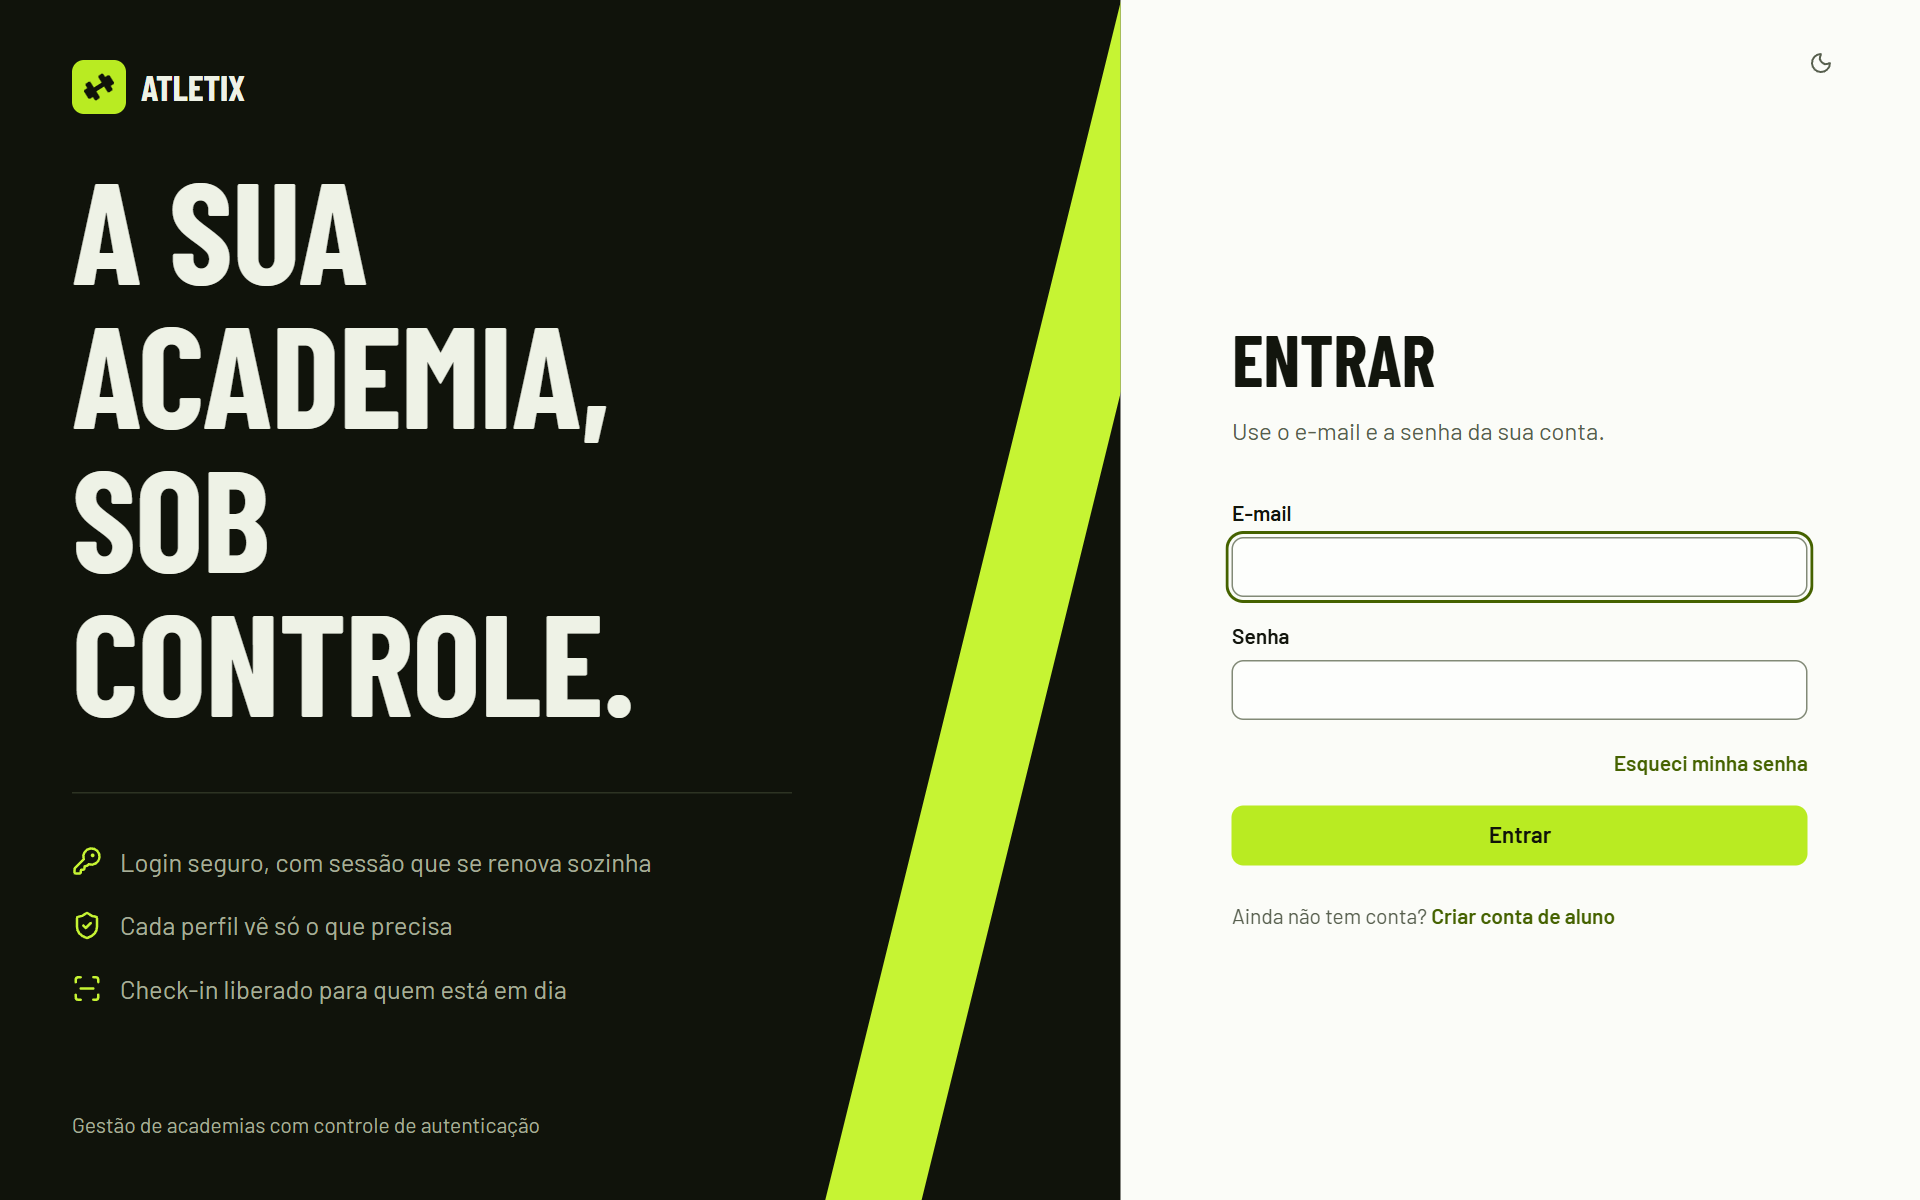 ATLETIX
A SUA
ACADEMIA,
SOB
CONTROLE.
Login seguro, com sessão que se renova sozinha
Cada perfil vê só o que precisa
Check-in liberado para quem está em dia
Gestão de academias com controle de autenticação
ENTRAR
Use o e-mail e a senha da sua conta.
E-mail
Senha
Esqueci minha senha
Entrar
Ainda não tem conta? Criar conta de aluno